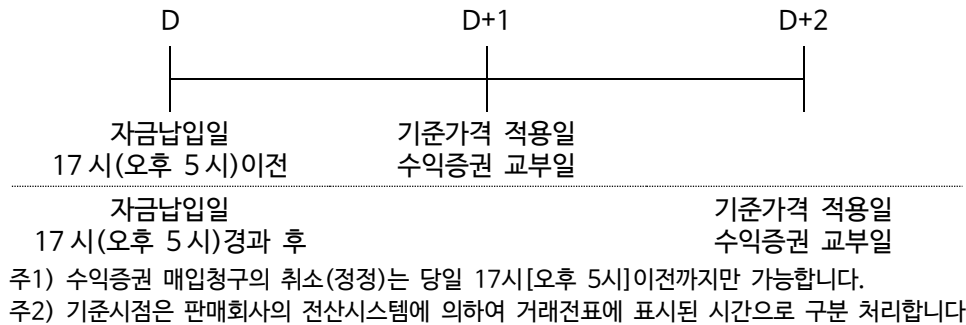 D D+1 D+2
자금납입일 기준가격 적용일
17시(오후 5시)이전 수익증권 교부일
자금납입일 기준가격 적용일
17시(오후 5시)경과 후 수익증권 교부일
주1) 수익증권 매입청구의 취소(정정)는 당일 17시[오후 5시]이전까지만 가능합니다.
주2) 기준시점은 판매회사의 전산시스템에 의하여 거래전표에 표시된 시간으로 구분 처리합니다